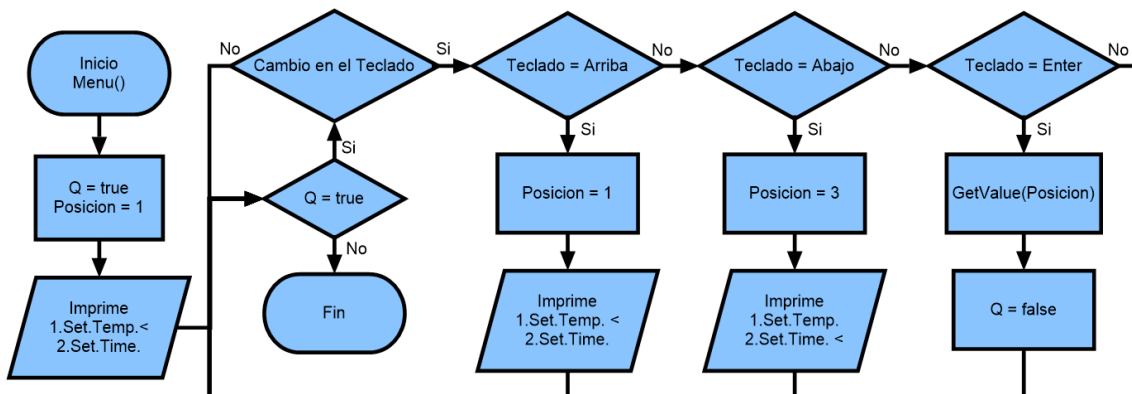 Inicio
Menu()
Q = true
Posicion = 1
Imprime
1.Set.Temp.<
2.Set.Time.
No
Cambio en el Teclado
Si
Si
Q = true
No
Fin
Teclado = Arriba
No
Si
Posicion = 1
Imprime
1.Set.Temp. <
2.Set.Time.
Teclado = Abajo
No
Si
Posicion = 3
Imprime
1.Set.Temp.
2.Set.Time. <
Teclado = Enter
No
Si
GetValue(Posicion)
Q = false